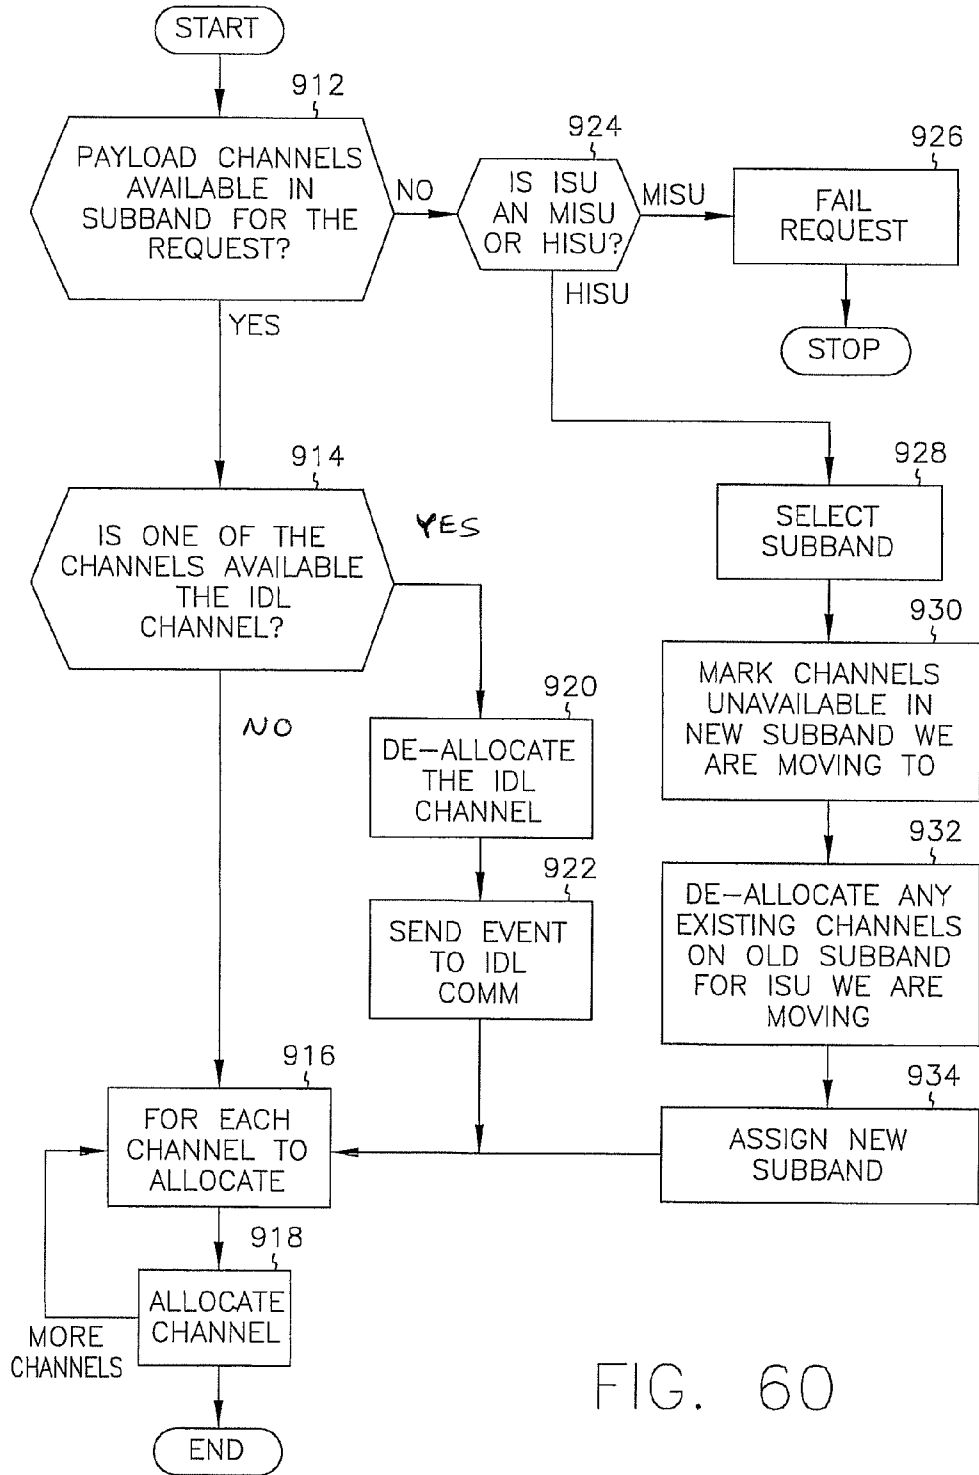 START
912
PAYLOAD CHANNELS
AVAILABLE IN
SUBBAND FOR THE
REQUEST?
NO
924
IS ISU
AN MISU
OR HISU?
MISU
926
FAIL
REQUEST
STOP
HISU
YES
914
IS ONE OF THE
CHANNELS AVAILABLE
THE IDL
CHANNEL?
YES
NO
928
SELECT
SUBBAND
930
MARK CHANNELS
UNAVAILABLE IN
NEW SUBBAND WE
ARE MOVING TO
920
DE-ALLOCATE
THE IDL
CHANNEL
922
SEND EVENT
TO IDL
COMM
932
DE-ALLOCATE ANY
EXISTING CHANNELS
ON OLD SUBBAND
FOR ISU WE ARE
MOVING
934
ASSIGN NEW
SUBBAND
916
FOR EACH
CHANNEL TO
ALLOCATE
918
ALLOCATE
CHANNEL
MORE
CHANNELS
END
FIG. 60